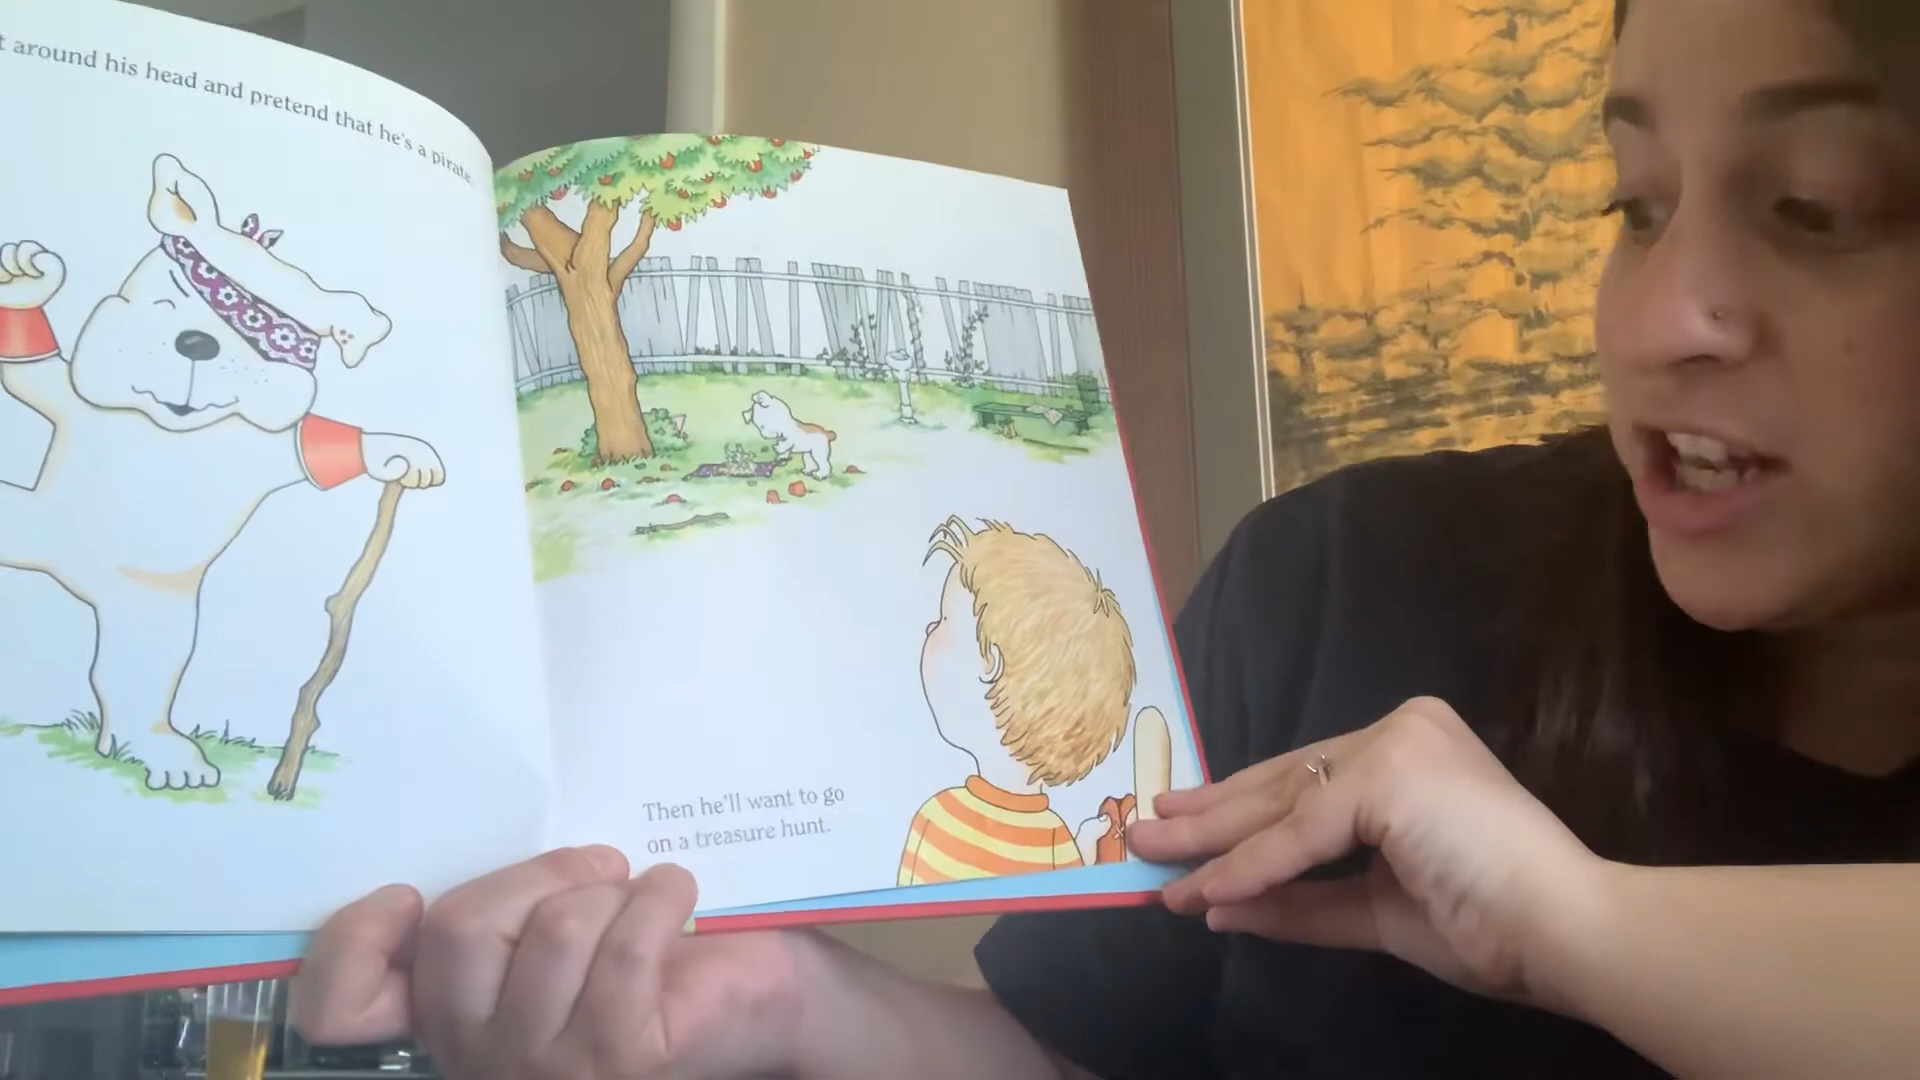 around his head and pretend that he's a pirate.
Then he'll want to go
on a treasure hunt.